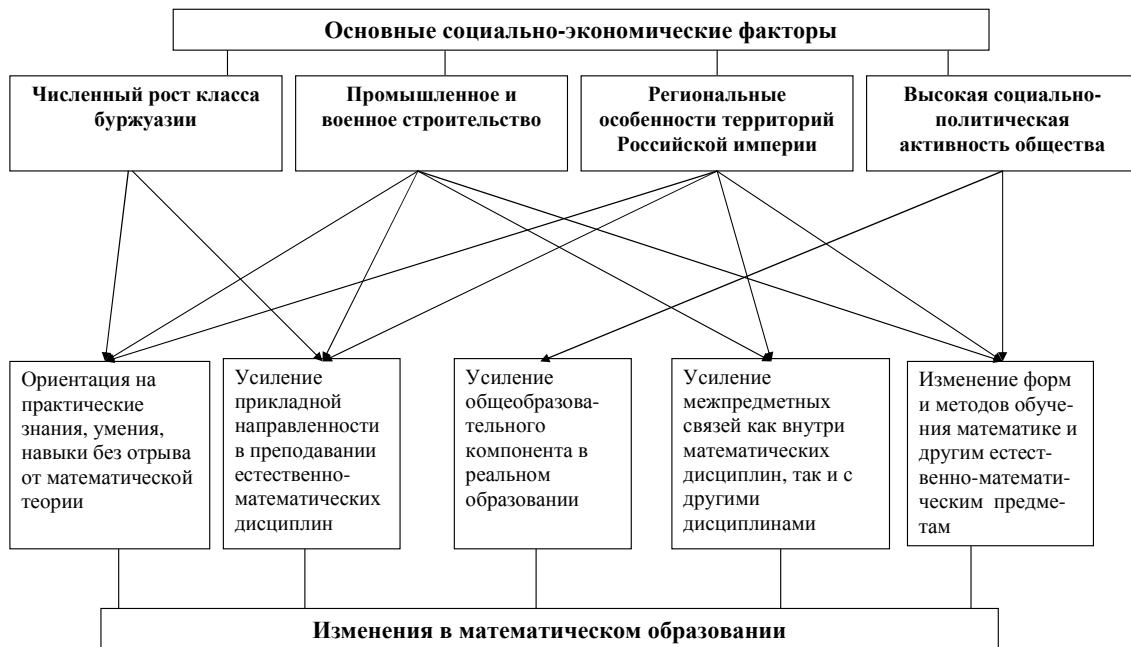 Основные социально-экономические факторы
Численный рост класса
буржуазии
Промышленное и
военное строительство
Региональные
особенности территорий
Российской империи
Высокая социально-
политическая
активность общества
Ориентация на
практические
знания, умения,
навыки без отрыва
от математической
теории
Усиление
прикладной
направленности
в преподавании
естественно-
математических
дисциплин
Усиление
общеобразова-
тельного
компонента в
реальном
образовании
Усиление
межпредметных
связей как внутри
математических
дисциплин, так и с
другими
дисциплинами
Изменение форм
и методов обуче-
ния математике и
другим естест-
венно-матема-
тическим предме-
там
Изменения в математическом образовании